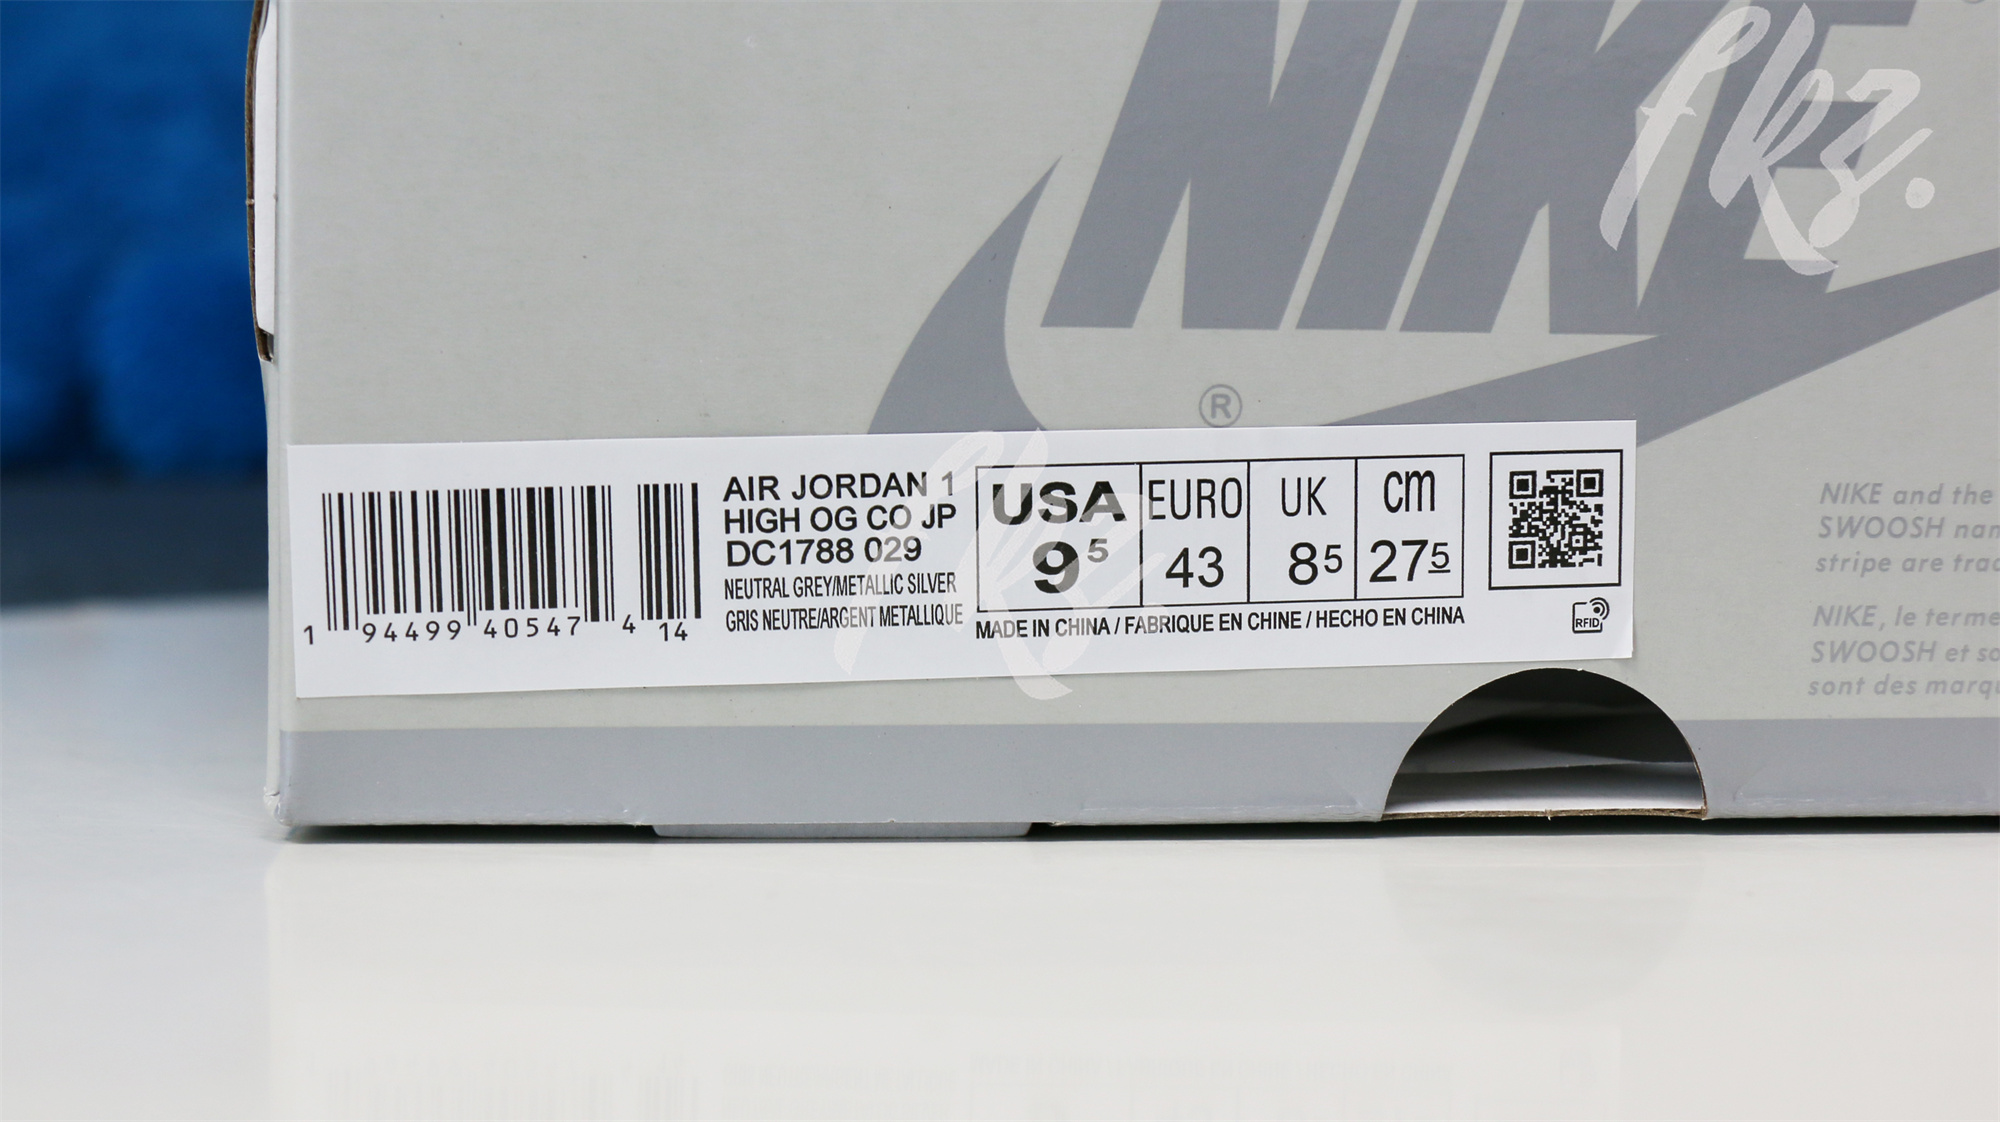 NIKE
®
fkz.
1 94499 40547 4 14
AIR JORDAN 1
HIGH OG CO JP
DC1788 029
NEUTRAL GREY/METALLIC SILVER
GRIS NEUTRE/ARGENT METALLIQUE
USA EURO UK cm
9 5 43 8 5 27 5
MADE IN CHINA / FABRIQUE EN CHINE / HECHO EN CHINA
RFID
fkz.
NIKE and the
SWOOSH
stripe are
NIKE, le terme
SWOOSH et
sont des